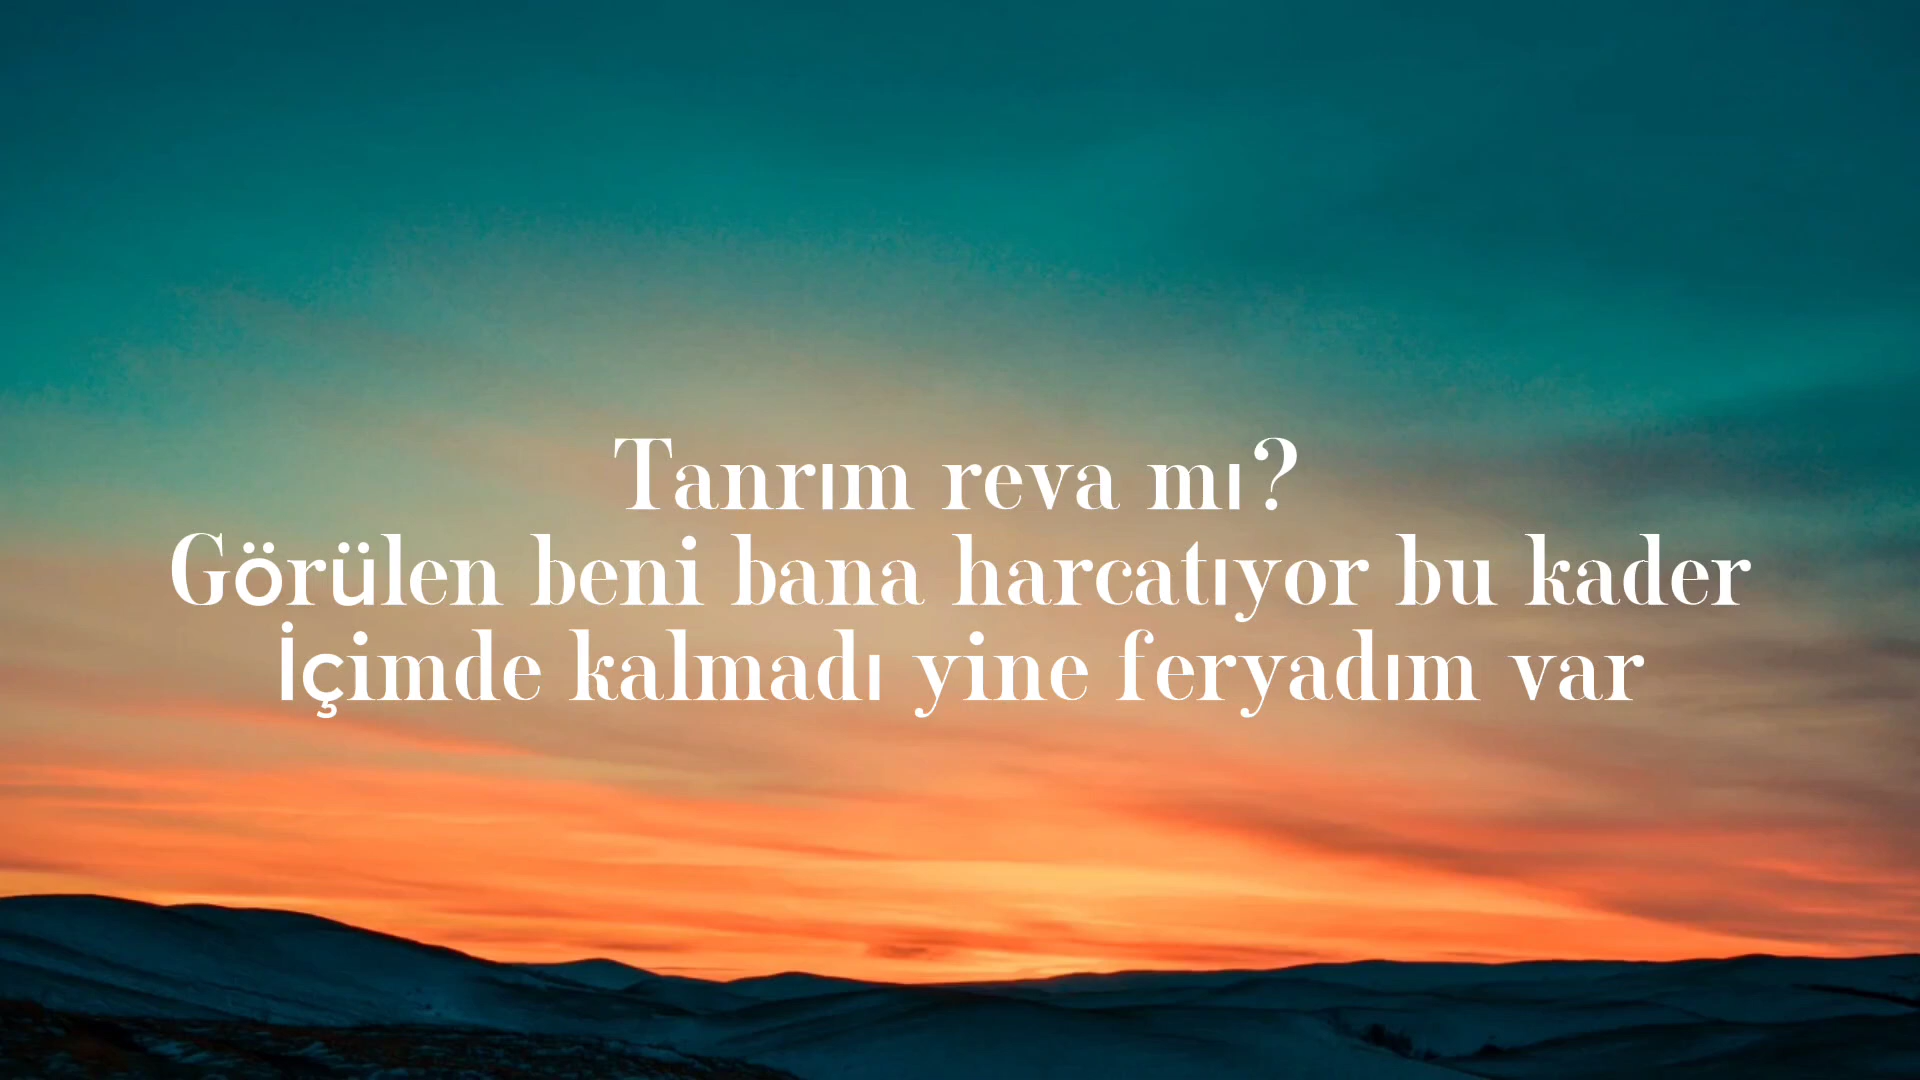 Tanrım reva mı?
Görülen beni bana harcatıyor bu kader
İçimde kalmadı yine feryadım var